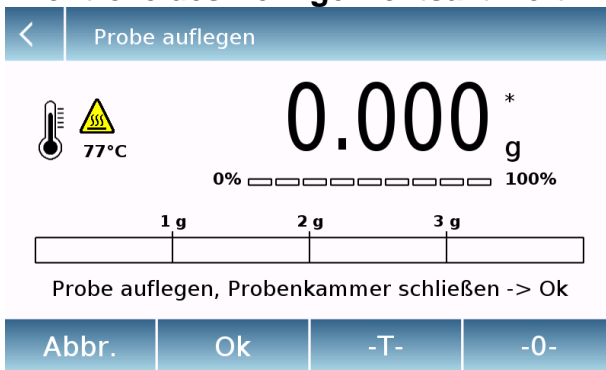 Probe auflegen
77°C
0.000 *
g
0% 100%
1 g 2 g 3 g
Probe auflegen, Probenkammer schließen -> Ok
Abbr. Ok -T- -0-